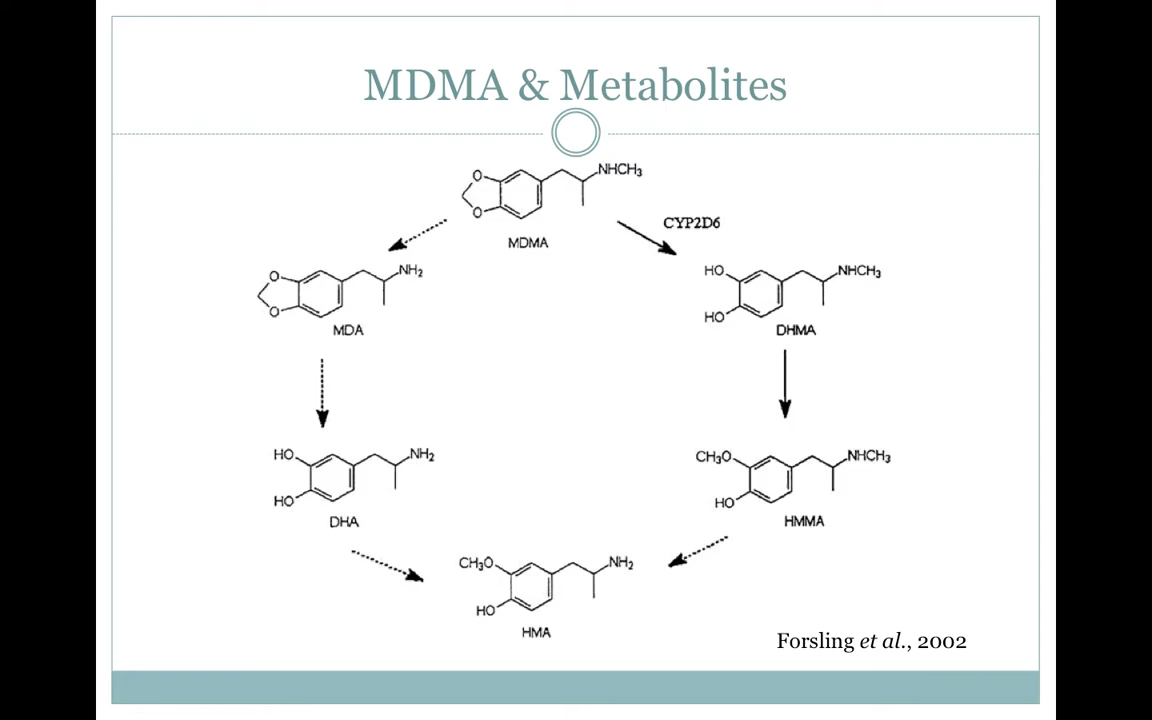 MDMA & Metabolites
O
NHCH₃
O
MDMA
CYP2D6
O
NH₂
O
MDA
HO
NHCH₃
HO
DHMA
HO
NH₂
HO
DHA
CH₃O
NHCH₃
HO
HMMA
CH₃O
NH₂
HO
HMA
Forsling et al., 2002